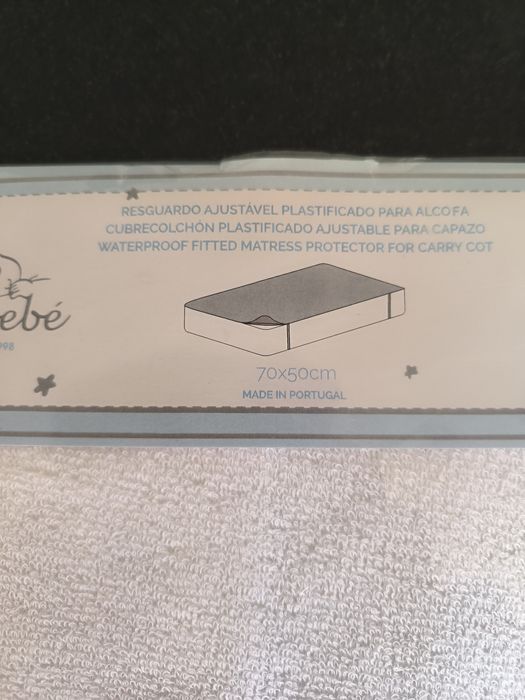 RESGUARDO AJUSTÁVEL PLASTIFICADO PARA ALCOFA
CUBRECOLCHÓN PLASTIFICADO AJUSTABLE PARA CAPAZO
WATERPROOF FITTED MATRESS PROTECTOR FOR CARRY COT
ebé
998
70x50cm
MADE IN PORTUGAL